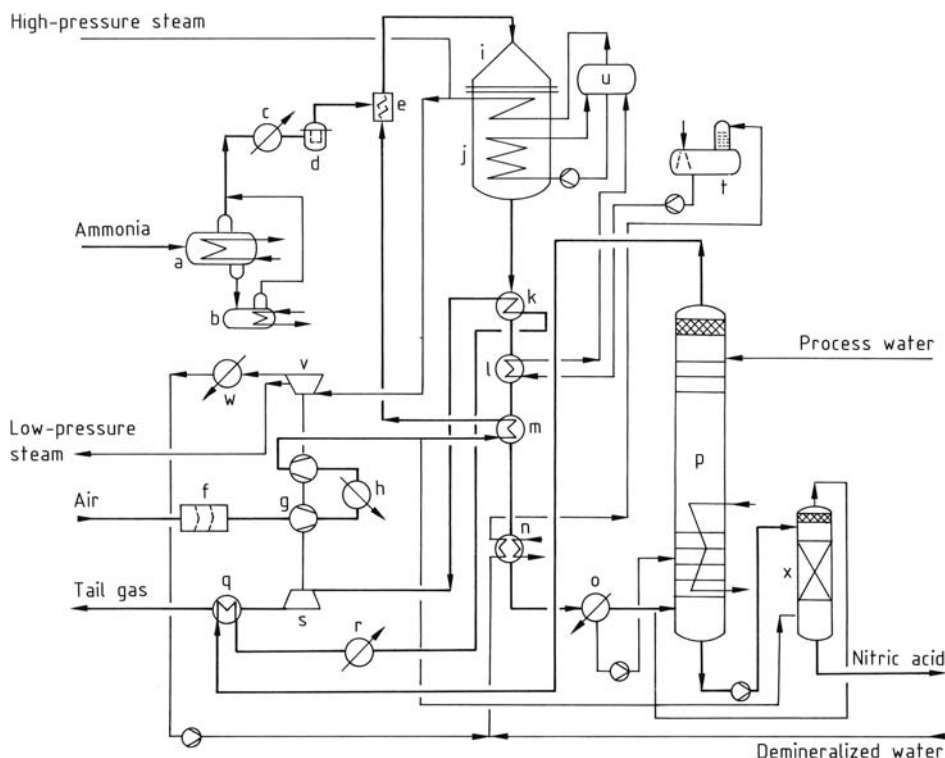 High-pressure steam
i
u
c
e
d
j
t
Ammonia
a
b
k
Process water
v
l
w
m
Low-pressure
steam
p
g
h
f
Air
n
q
o
x
Tail gas
s
r
Nitric acid
Demineralized water